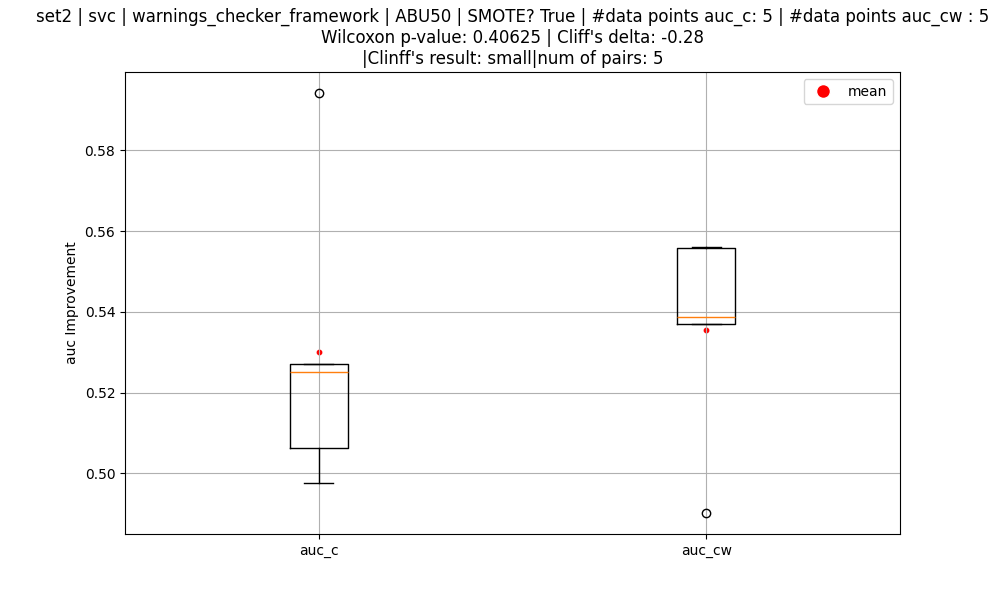 set2 | svc | warnings_checker_framework | ABU50 | SMOTE? True | #data points auc_c: 5 | #data points auc_cw : 5
Wilcoxon p-value: 0.40625 | Cliff's delta: -0.28
|Clinff's result: small|num of pairs: 5
mean
0.58
0.56
0.54
0.52
0.50
auc Improvement
auc_c
auc_cw